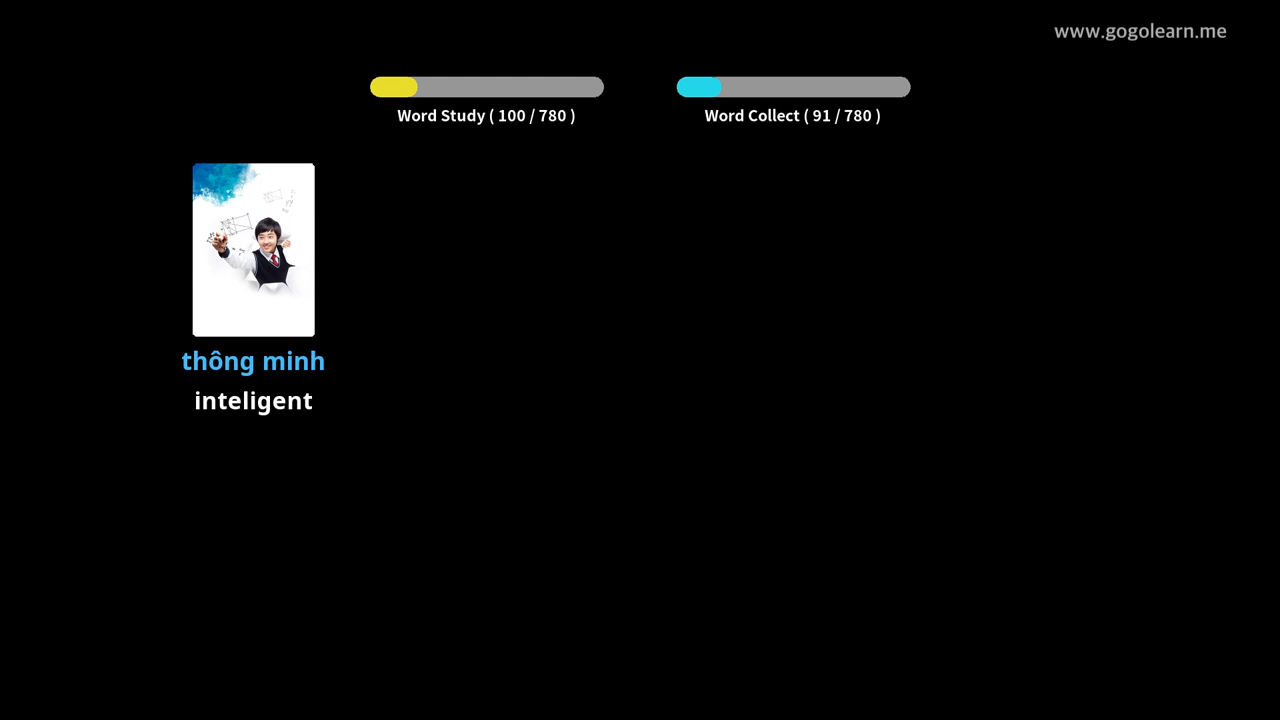 www.gogolearn.me
Word Study ( 100 / 780 )
Word Collect ( 91 / 780 )
thông minh
inteligent